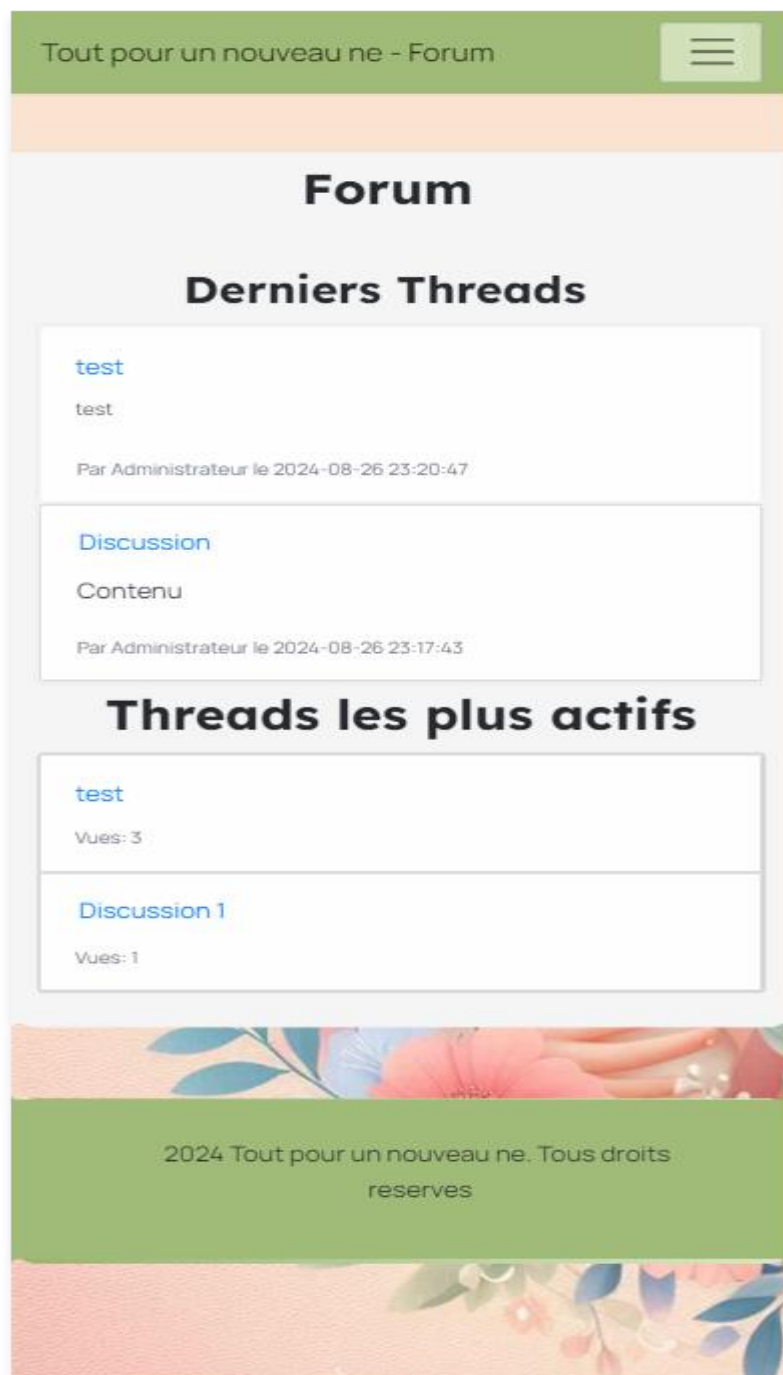 Tout pour un nouveau ne - Forum
Forum
Derniers Threads
test
test
Par Administrateur le 2024-08-26 23:20:47
Discussion
Contenu
Par Administrateur le 2024-08-26 23:17:43
Threads les plus actifs
test
Vues: 3
Discussion 1
Vues: 1
2024 Tout pour un nouveau ne. Tous droits
reserves